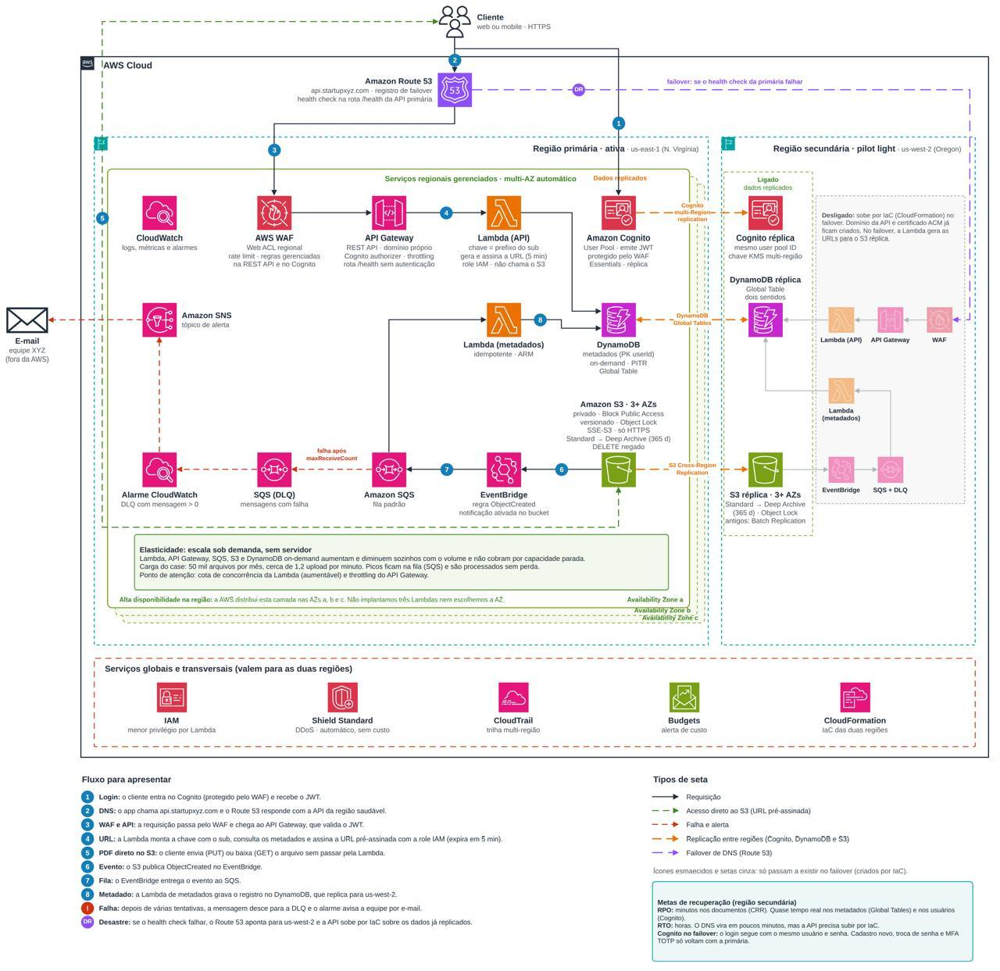 Cliente
web ou mobile · HTTPS
aws
AWS Cloud
2
Amazon Route 53
api.startupxyz.com · registro de failover
health check na rota /health da API primária
53
DR
failover: se o health check da primária falhar
1
3
Região primária · ativa · us-east-1 (N. Virgínia)
Região secundária · pilot light · us-west-2 (Oregon)
Serviços regionais gerenciados · multi-AZ automático
Dados replicados
Ligado
dados replicados
5
CloudWatch
logs, métricas e alarmes
AWS WAF
Web ACL regional
rate limit · regras gerenciadas
na REST API e no Cognito
API Gateway
REST API · domínio próprio
Cognito authorizer · throttling
rota /health sem autenticação
4
Lambda (API)
chave = prefixo do sub
gera e assina a URL (5 min)
role IAM · não chama o S3
Amazon Cognito
User Pool · emite JWT
protegido pelo WAF
Essentials · réplica
Cognito
multi-Region
replication
Cognito réplica
mesmo user pool ID
chave KMS multi-região
Desligado: sobe por IaC (CloudFormation) no
failover. Domínio da API e certificado ACM já
ficam criados. No failover, a Lambda gera as
URLs para o S3 réplica.
E-mail
equipe XYZ
(fora da AWS)
Amazon SNS
tópico de alerta
Lambda (metadados)
idempotente · ARM
8
DynamoDB
metadados (PK userId)
on-demand · PITR
Global Table
DynamoDB
Global Tables
DynamoDB réplica
Global Table
dois sentidos
Lambda (API)
API Gateway
WAF
Lambda
(metadados)
Amazon S3 · 3+ AZs
privado · Block Public Access
versionado · Object Lock
SSE-S3 · só HTTPS
Standard → Deep Archive (365 d)
DELETE negado
Alarme CloudWatch
DLQ com mensagem > 0
SQS (DLQ)
mensagens com falha
falha após
maxReceiveCount
Amazon SQS
fila padrão
7
EventBridge
regra ObjectCreated
notificação ativada no bucket
6
S3 Cross-Region
Replication
S3 réplica · 3+ AZs
Standard → Deep Archive
(365 d) · Object Lock
antigos: Batch Replication
EventBridge
SQS + DLQ
Elasticidade: escala sob demanda, sem servidor
Lambda, API Gateway, SQS, S3 e DynamoDB on-demand aumentam e diminuem sozinhos com o volume e não cobram por capacidade parada.
Carga do case: 50 mil arquivos por mês, cerca de 1,2 upload por minuto. Picos ficam na fila (SQS) e são processados sem perda.
Ponto de atenção: cota de concorrência da Lambda (aumentável) e throttling do API Gateway.
Alta disponibilidade na região: a AWS distribui esta camada nas AZs a, b e c. Não implantamos três Lambdas nem escolhemos a AZ.
Availability Zone a
Availability Zone b
Availability Zone c
Serviços globais e transversais (valem para as duas regiões)
IAM
menor privilégio por Lambda
Shield Standard
DDoS · automático, sem custo
CloudTrail
trilha multi-região
Budgets
alerta de custo
CloudFormation
IaC das duas regiões
Fluxo para apresentar
1 Login: o cliente entra no Cognito (protegido pelo WAF) e recebe o JWT.
2 DNS: o app chama api.startupxyz.com e o Route 53 responde com a API da região saudável.
3 WAF e API: a requisição passa pelo WAF e chega ao API Gateway, que valida o JWT.
4 URL: a Lambda monta a chave com o sub, consulta os metadados e assina a URL pré-assinada com a role IAM (expira em 5 min).
5 PDF direto no S3: o cliente envia (PUT) ou baixa (GET) o arquivo sem passar pela Lambda.
6 Evento: o S3 publica ObjectCreated no EventBridge.
7 Fila: o EventBridge entrega o evento ao SQS.
8 Metadado: a Lambda de metadados grava o registro no DynamoDB, que replica para us-west-2.
! Falha: depois de várias tentativas, a mensagem desce para a DLQ e o alarme avisa a equipe por e-mail.
DR Desastre: se o health check falhar, o Route 53 aponta para us-west-2 e a API sobe por IaC sobre os dados já replicados.
Tipos de seta
Requisição
Acesso direto ao S3 (URL pré-assinada)
Falha e alerta
Replicação entre regiões (Cognito, DynamoDB e S3)
Failover de DNS (Route 53)
Ícones esmaecidos e setas cinza: só passam a existir no failover (criados por IaC).
Metas de recuperação (região secundária)
RPO: minutos nos documentos (CRR). Quase tempo real nos metadados (Global Tables) e nos usuários
(Cognito).
RTO: horas. O DNS vira em poucos minutos, mas a API precisa subir por IaC.
Cognito no failover: o login segue com o mesmo usuário e senha. Cadastro novo, troca de senha e MFA
TOTP só voltam com a primária.